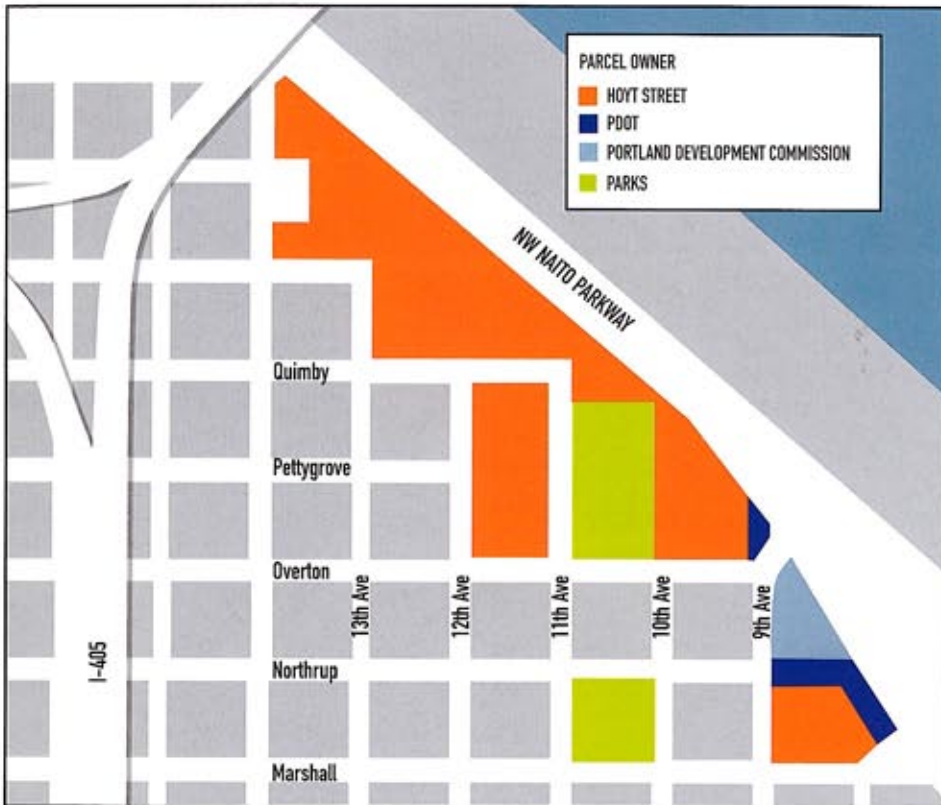 PARCEL OWNER
HOYT STREET
PDOT
PORTLAND DEVELOPMENT COMMISSION
PARKS
NW NAITO PARKWAY
Quimby
Pettygrove
Overton
13th Ave
12th Ave
11th Ave
10th Ave
9th Ave
I-405
Northrup
Marshall